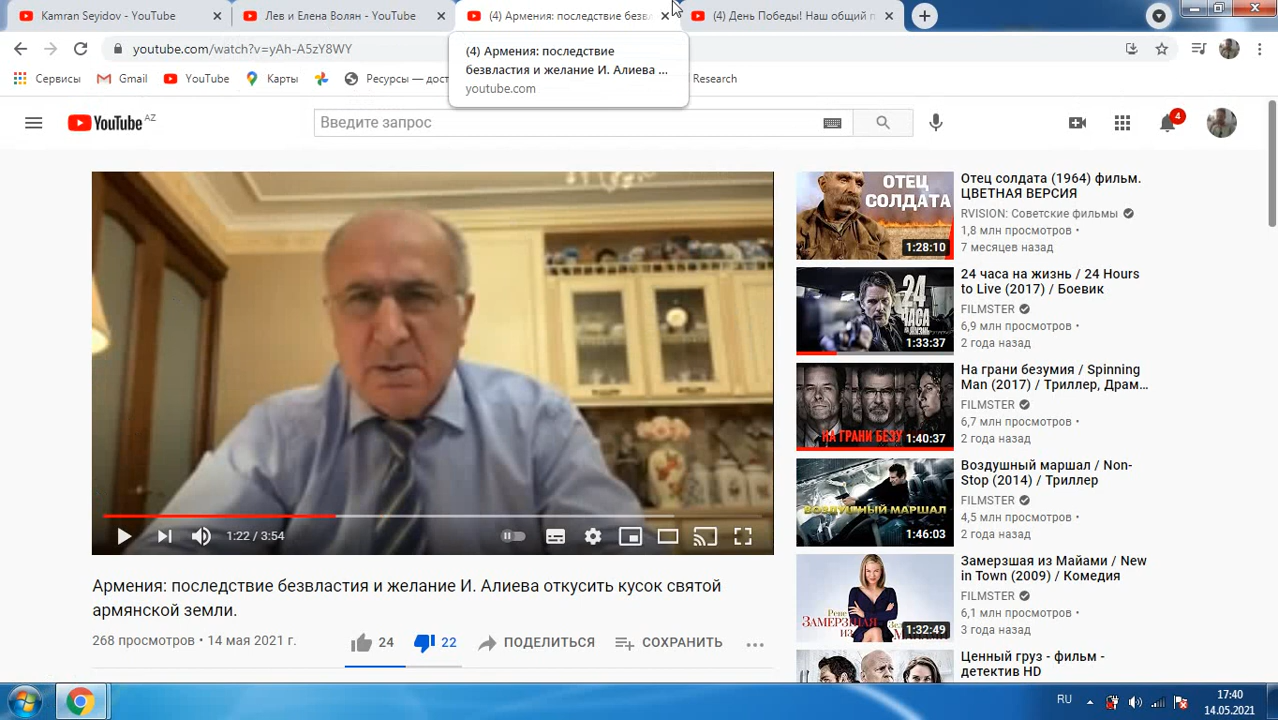 Kamran Seyidov - YouTube
Лев и Елена Волян - YouTube
(4) Армения: последствие безвл
(4) День Победы! Наш общий п
youtube.com/watch?v=yAh-A5zY8WY
(4) Армения: последствие
безвластия и желание И. Алиева ...
youtube.com
Сервисы
Gmail
YouTube
Карты
Ресурсы — дост
Research
YouTube AZ
Введите запрос
4
1:22 / 3:54
Армения: последствие безвластия и желание И. Алиева откусить кусок святой
армянской земли.
268 просмотров • 14 мая 2021 г.
24
22
ПОДЕЛИТЬСЯ
СОХРАНИТЬ
ОТЕЦ
СОЛДАТА
1:28:10
Отец солдата (1964) фильм.
ЦВЕТНАЯ ВЕРСИЯ
RVISION: Советские фильмы
1,8 млн просмотров •
7 месяцев назад
24
1:33:37
24 часа на жизнь / 24 Hours
to Live (2017) / Боевик
FILMSTER
6,9 млн просмотров •
2 года назад
НА ГРАНИ БЕЗУ
1:40:37
На грани безумия / Spinning
Man (2017) / Триллер, Драм...
FILMSTER
6,7 млн просмотров •
2 года назад
ВОЗДУШНЫЙ МАРШАЛ
1:46:03
Воздушный маршал / Non-
Stop (2014) / Триллер
FILMSTER
4,5 млн просмотров •
2 года назад
ЗАМЕРЗШАЯ
1:32:49
Замерзшая из Майами / New
in Town (2009) / Комедия
FILMSTER
6,1 млн просмотров •
3 года назад
Ценный груз - фильм -
детектив HD
RU
17:40
14.05.2021